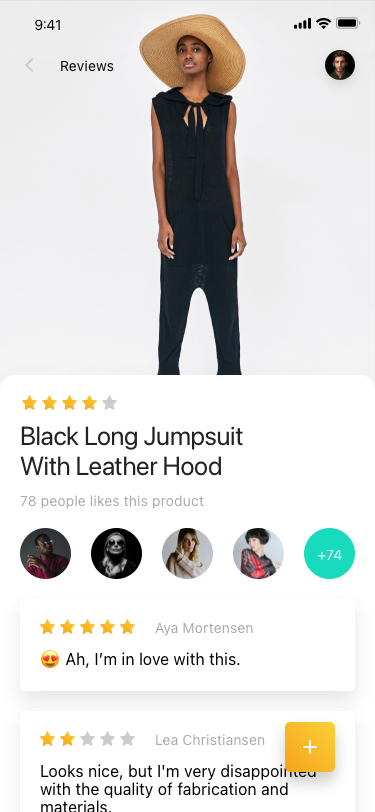 9:41
Reviews
Black Long Jumpsuit
With Leather Hood
78 people likes this product
+74
Aya Mortensen
😍 Ah, I’m in love with this.
Lea Christiansen
+
Looks nice, but I'm very disappointed
with the quality of fabrication and
materials.